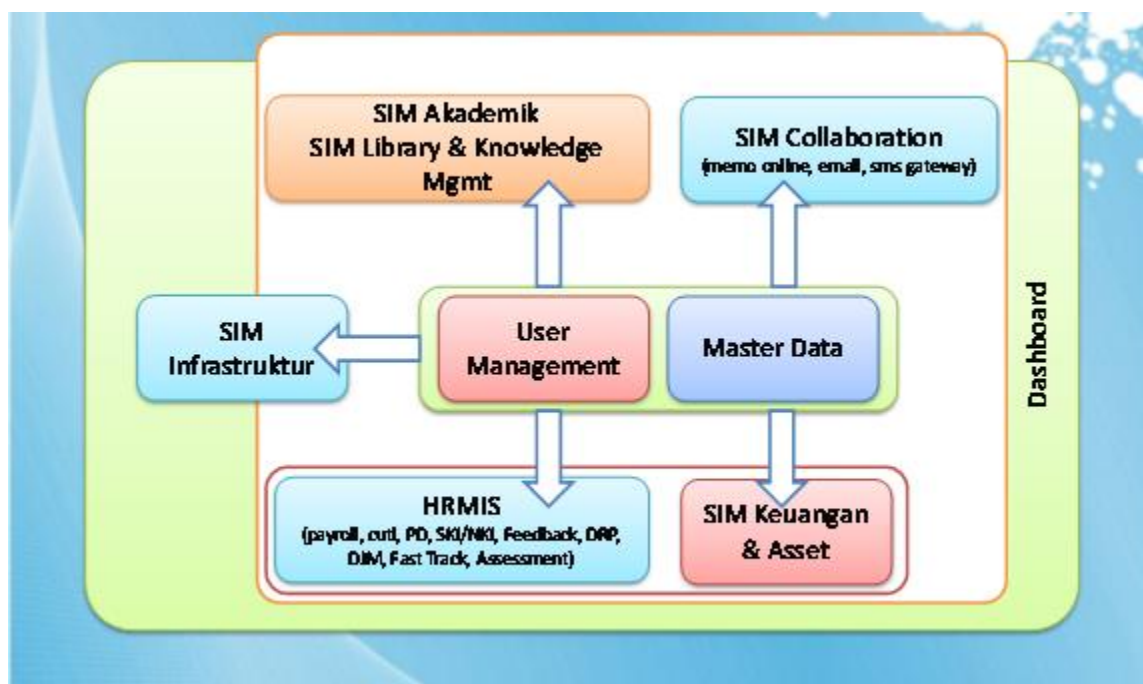 SIM Akademik
SIM Library & Knowledge
Mgmt
SIM Collaboration
(memo online, email, sms gateway)
SIM
Infrastruktur
User
Management
Master Data
Dashboard
HRMIS
(payroll, cuti, PD, SKI/NKI, Feedback, DRP,
DJM, Fast Track, Assessment)
SIM Keuangan
& Asset